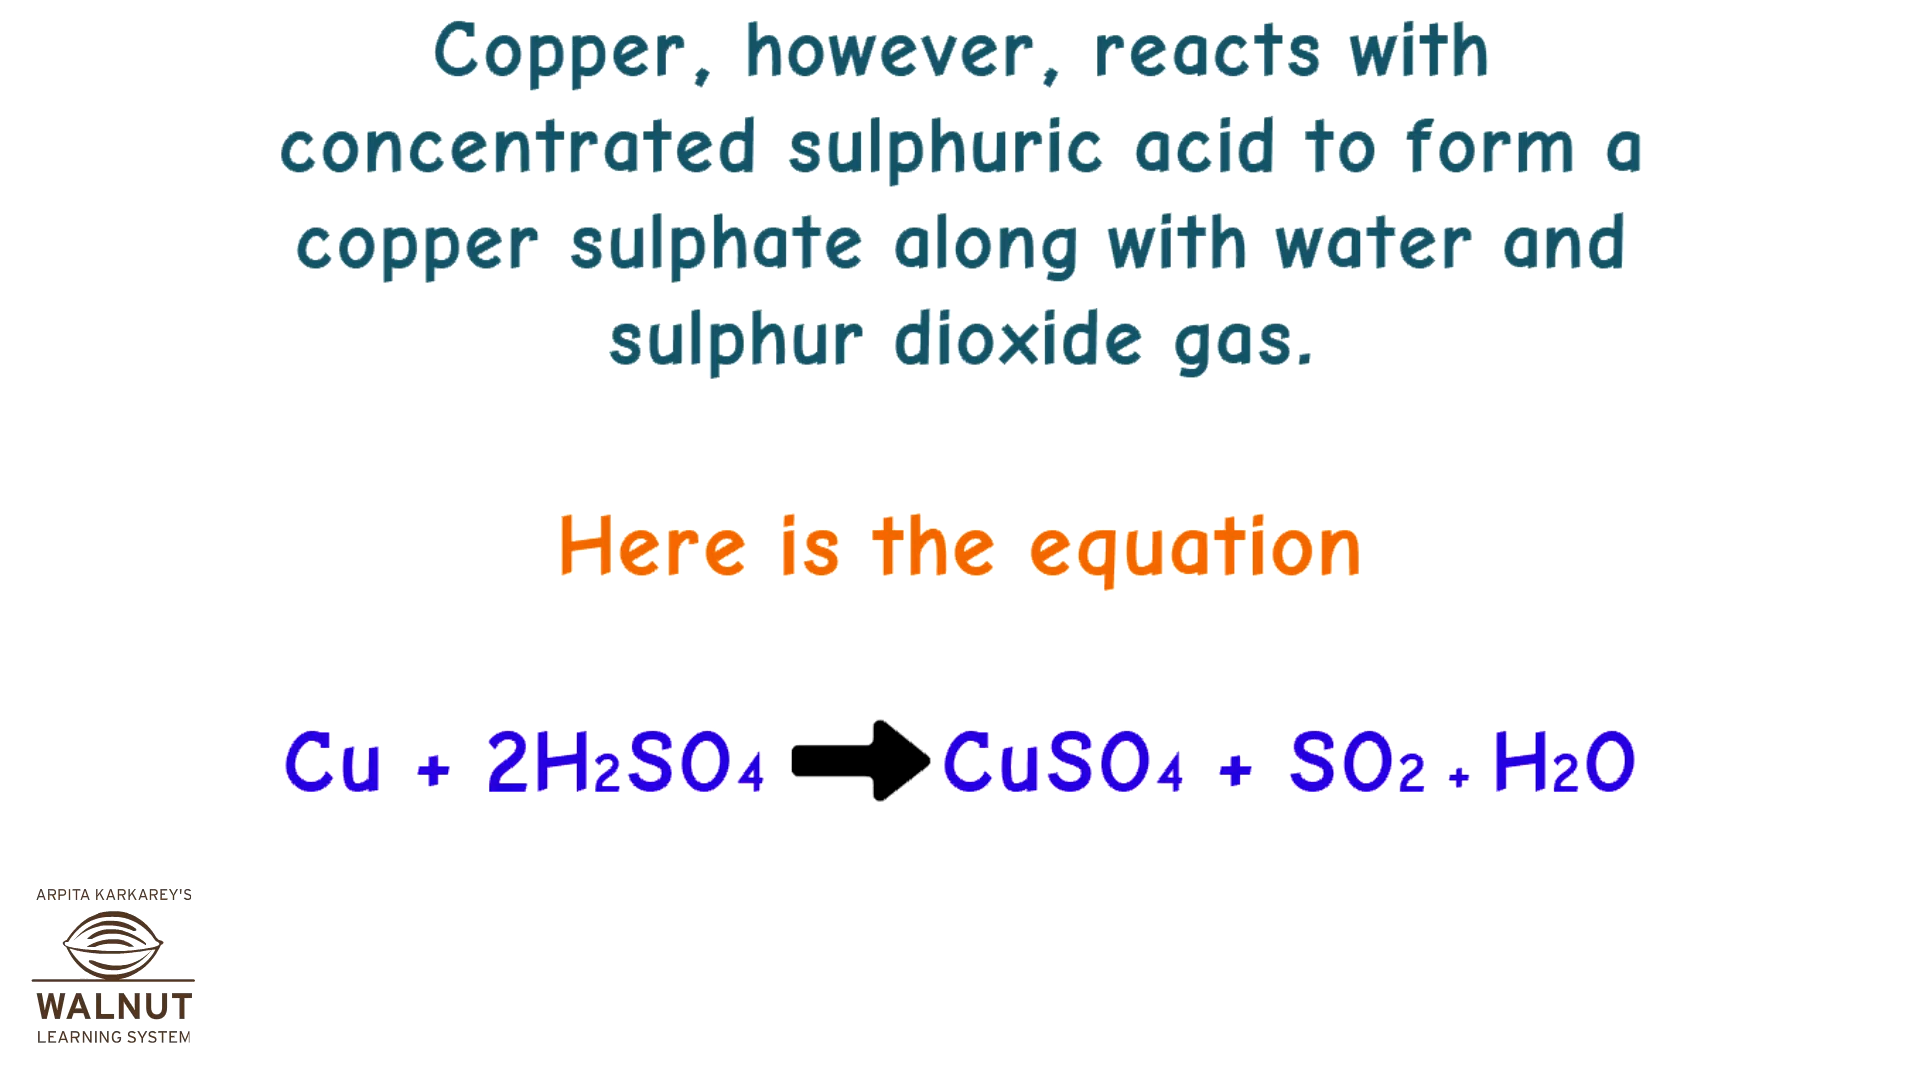 Copper, however, reacts with
concentrated sulphuric acid to form a
copper sulphate along with water and
sulphur dioxide gas.
Here is the equation
Cu + 2H₂SO₄ ➡ CuSO₄ + SO₂ + H₂O
ARPITA KARKAREY'S
WALNUT
LEARNING SYSTEM